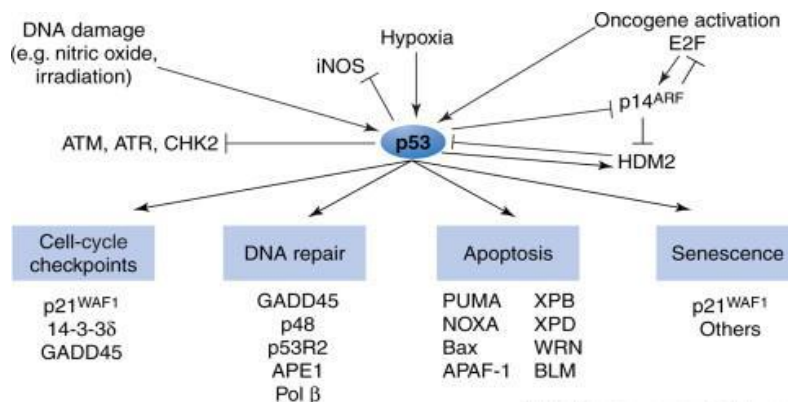 DNA damage
(e.g. nitric oxide,
irradiation)
Hypoxia
iNOS
Oncogene activation
E2F
p14ARF
ATM, ATR, CHK2
p53
HDM2
Cell-cycle
checkpoints
p21WAF1
14-3-3δ
GADD45
DNA repair
GADD45
p48
p53R2
APE1
Pol β
Apoptosis
PUMA XPB
NOXA XPD
Bax WRN
APAF-1 BLM
Senescence
p21WAF1
Others